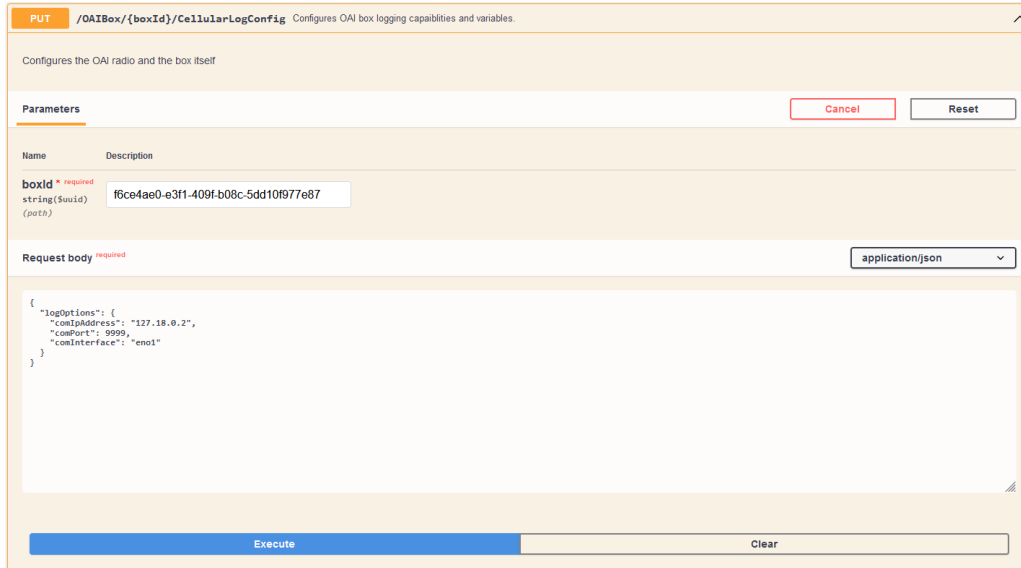 PUT /OAIBox/{boxId}/CellularLogConfig Configures OAI box logging capaiblities and variables.
Configures the OAI radio and the box itself
Parameters Cancel Reset
Name Description
boxId * required
string($uuid) f6ce4ae0-e3f1-409f-b08c-5dd10f977e87
(path)
Request body required application/json
{
  "logOptions": {
    "comIpAddress": "127.18.0.2",
    "comPort": 9999,
    "comInterface": "eno1"
  }
}
Execute Clear